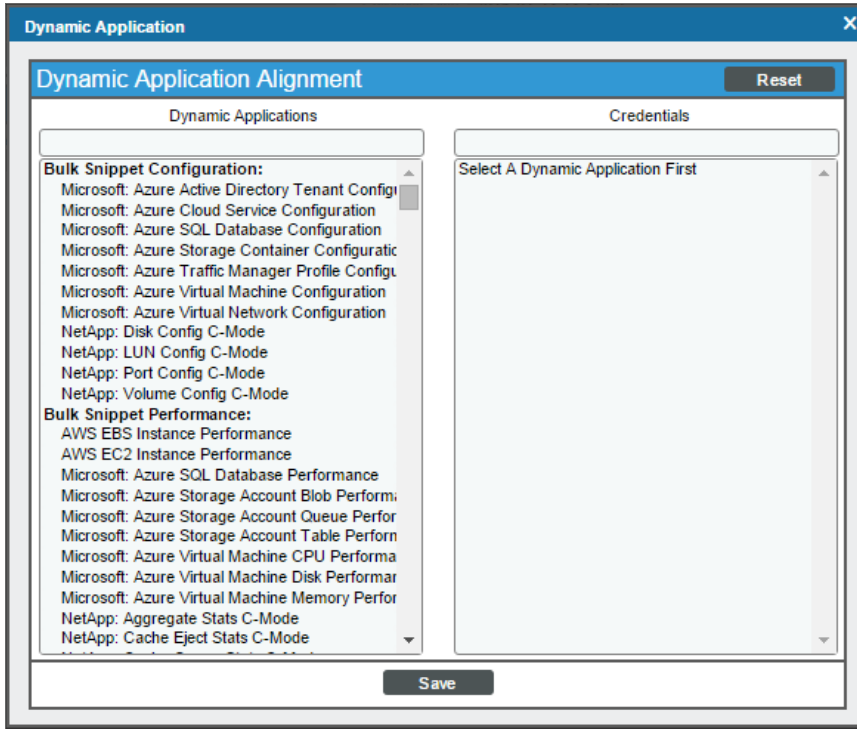 Dynamic Application
Dynamic Application Alignment
Reset
Dynamic Applications
Credentials
Bulk Snippet Configuration:
Microsoft: Azure Active Directory Tenant Configu
Microsoft: Azure Cloud Service Configuration
Microsoft: Azure SQL Database Configuration
Microsoft: Azure Storage Container Configuratic
Microsoft: Azure Traffic Manager Profile Configu
Microsoft: Azure Virtual Machine Configuration
Microsoft: Azure Virtual Network Configuration
NetApp: Disk Config C-Mode
NetApp: LUN Config C-Mode
NetApp: Port Config C-Mode
NetApp: Volume Config C-Mode
Bulk Snippet Performance:
AWS EBS Instance Performance
AWS EC2 Instance Performance
Microsoft: Azure SQL Database Performance
Microsoft: Azure Storage Account Blob Performa
Microsoft: Azure Storage Account Queue Perfor
Microsoft: Azure Storage Account Table Perform
Microsoft: Azure Virtual Machine CPU Performa
Microsoft: Azure Virtual Machine Disk Performar
Microsoft: Azure Virtual Machine Memory Perfor
NetApp: Aggregate Stats C-Mode
NetApp: Cache Eject Stats C-Mode
Select A Dynamic Application First
Save